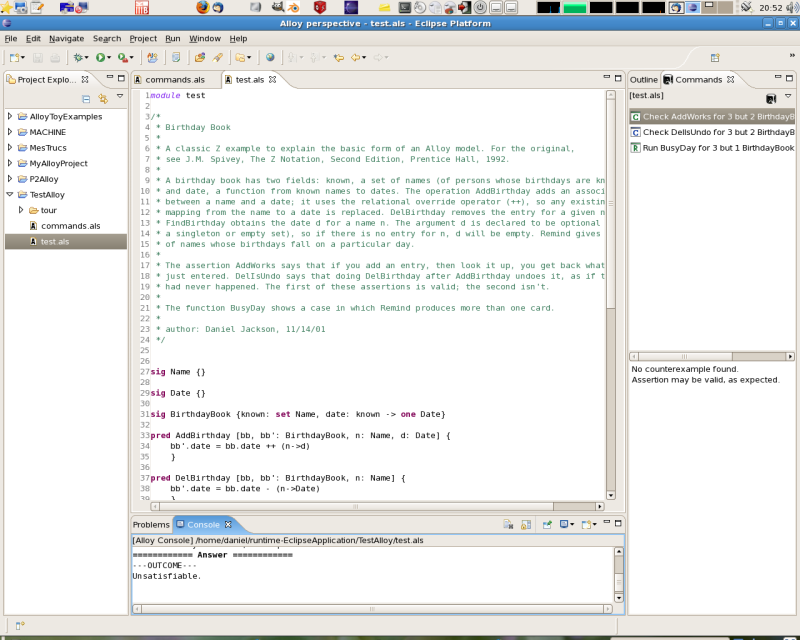 20:52
Alloy perspective - test.als - Eclipse Platform
File Edit Navigate Search Project Run Window Help
Project Explo...
AlloyToyExamples
MACHINE
MesTrucs
MyAlloyProject
P2Alloy
TestAlloy
tour
commands.als
test.als
commands.als test.als
1 module test
2
3 /*
4 * Birthday Book
5 *
6 * A classic Z example to explain the basic form of an Alloy model. For the original,
7 * see J.M. Spivey, The Z Notation, Second Edition, Prentice Hall, 1992.
8 *
9 * A birthday book has two fields: known, a set of names (of persons whose birthdays are kn
10 * and date, a function from known names to dates. The operation AddBirthday adds an associ
11 * between a name and a date; it uses the relational override operator (++), so any existin
12 * mapping from the name to a date is replaced. DelBirthday removes the entry for a given n
13 * FindBirthday obtains the date d for a name n. The argument d is declared to be optional
14 * a singleton or empty set), so if there is no entry for n, d will be empty. Remind gives
15 * of names whose birthdays fall on a particular day.
16 *
17 * The assertion AddWorks says that if you add an entry, then look it up, you get back what
18 * just entered. DelIsUndo says that doing DelBirthday after AddBirthday undoes it, as if t
19 * had never happened. The first of these assertions is valid; the second isn't.
20 *
21 * The function BusyDay shows a case in which Remind produces more than one card.
22 *
23 * author: Daniel Jackson, 11/14/01
24 */
25
26
27 sig Name {}
28
29 sig Date {}
30
31 sig BirthdayBook {known: set Name, date: known -> one Date}
32
33 pred AddBirthday [bb, bb': BirthdayBook, n: Name, d: Date] {
34 bb'.date = bb.date ++ (n->d)
35 }
36
37 pred DelBirthday [bb, bb': BirthdayBook, n: Name] {
38 bb'.date = bb.date - (n->Date)
39 }
Outline Commands
[test.als]
Check AddWorks for 3 but 2 BirthdayB
Check DelIsUndo for 3 but 2 BirthdayB
Run BusyDay for 3 but 1 BirthdayBook
No counterexample found.
Assertion may be valid, as expected.
Problems Console
[Alloy Console] /home/daniel/runtime-EclipseApplication/TestAlloy/test.als
============ Answer ============
---OUTCOME---
Unsatisfiable.